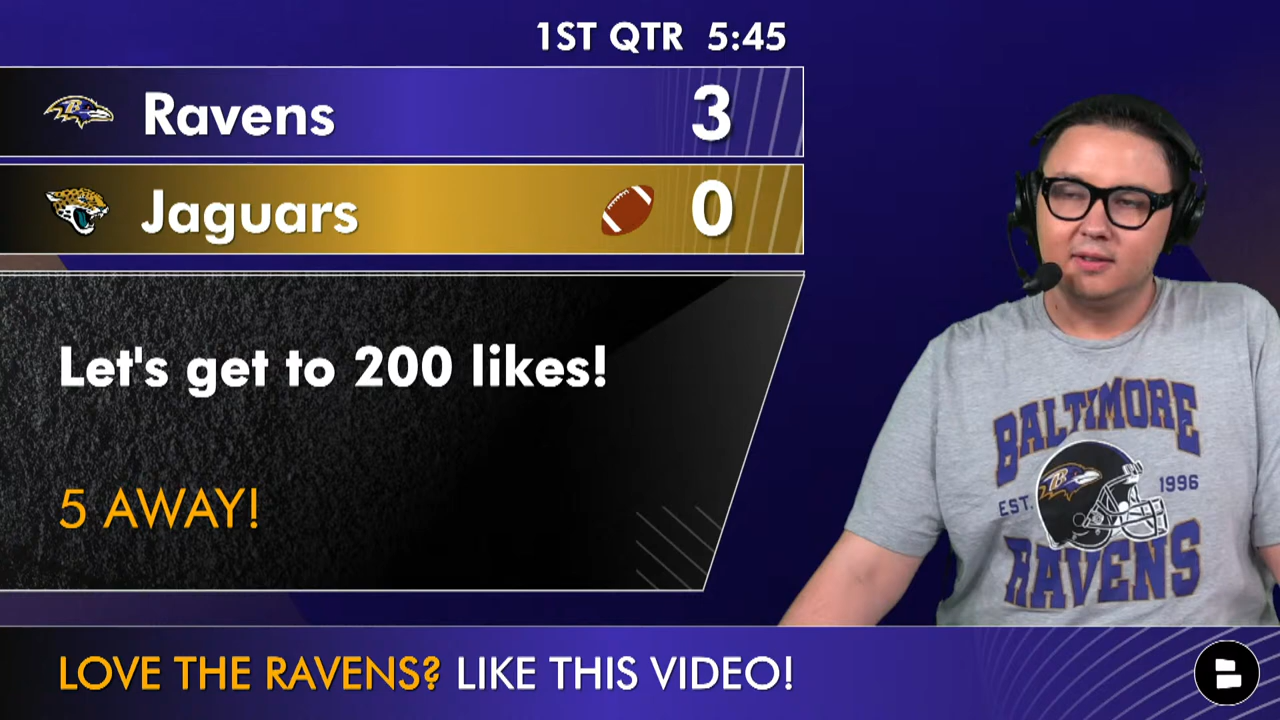 1ST QTR 5:45
Ravens 3
Jaguars 0
Let's get to 200 likes!
5 AWAY!
BALTIMORE
EST. 1996
RAVENS
LOVE THE RAVENS? LIKE THIS VIDEO!